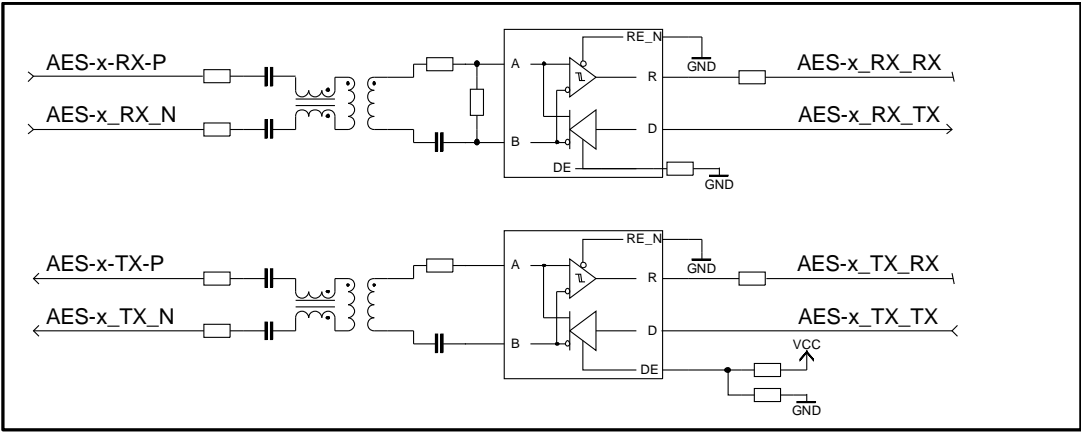 RE_N
AES-x-RX-P
A
GND
R
AES-x_RX_RX
AES-x_RX_N
B
D
AES-x_RX_TX
DE
GND
RE_N
AES-x-TX-P
A
GND
R
AES-x_TX_RX
AES-x_TX_N
B
D
AES-x_TX_TX
VCC
DE
GND